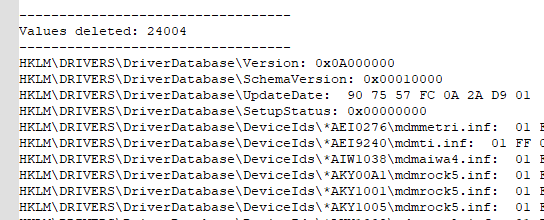 ----------------------------------
Values deleted: 24004
----------------------------------
HKLM\DRIVERS\DriverDatabase\Version: 0x0A000000
HKLM\DRIVERS\DriverDatabase\SchemaVersion: 0x00010000
HKLM\DRIVERS\DriverDatabase\UpdateDate:  90 75 57 FC 0A 2A D9 01
HKLM\DRIVERS\DriverDatabase\SetupStatus: 0x00000000
HKLM\DRIVERS\DriverDatabase\DeviceIds\*AEI0276\mdmmetri.inf:  01
HKLM\DRIVERS\DriverDatabase\DeviceIds\*AEI9240\mdmti.inf:  01 FF
HKLM\DRIVERS\DriverDatabase\DeviceIds\*AIW1038\mdmaiwa4.inf:  01
HKLM\DRIVERS\DriverDatabase\DeviceIds\*AKY00A1\mdmrock5.inf:  01
HKLM\DRIVERS\DriverDatabase\DeviceIds\*AKY1001\mdmrock5.inf:  01
HKLM\DRIVERS\DriverDatabase\DeviceIds\*AKY1005\mdmrock5.inf:  01